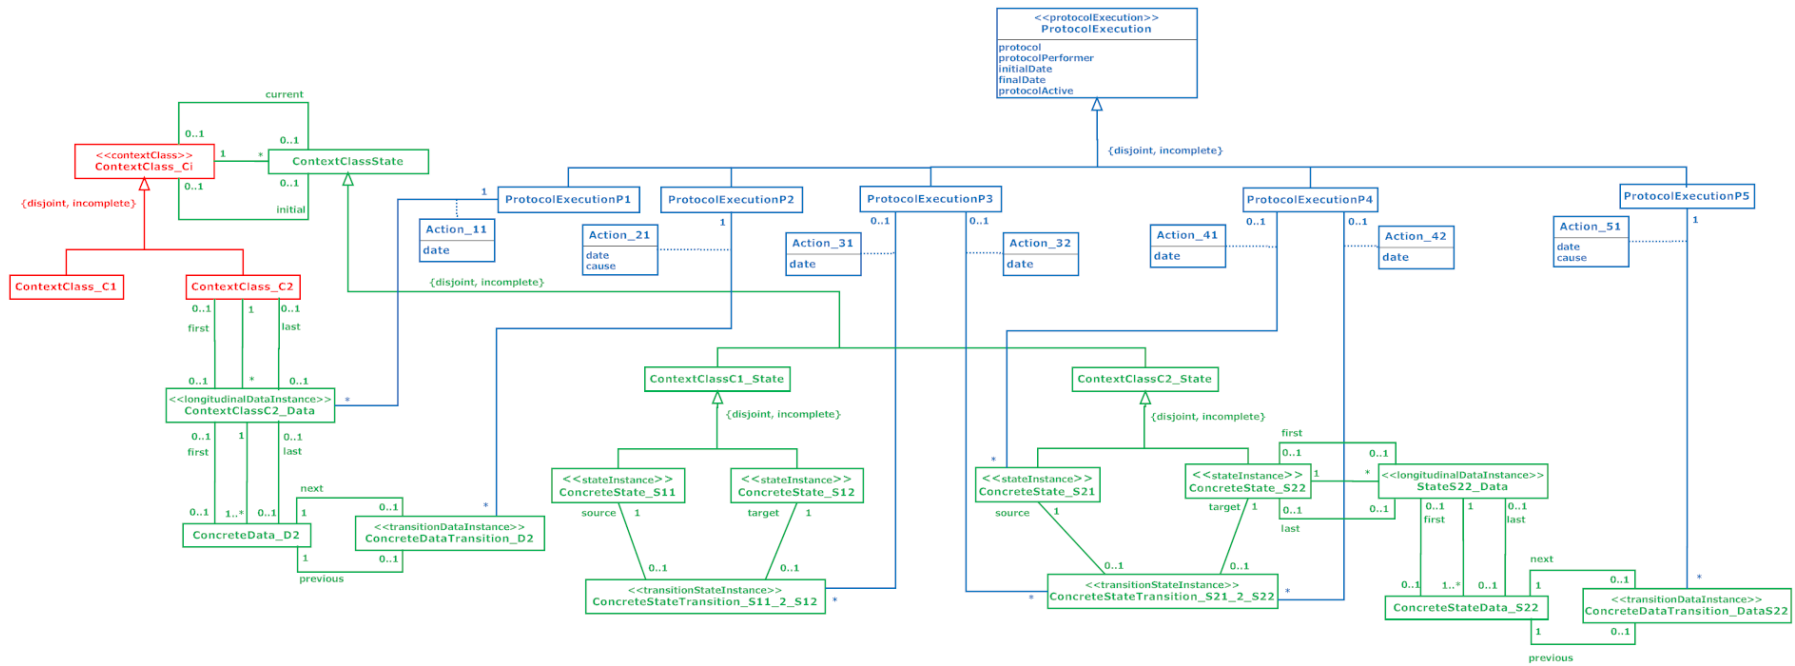 <<protocolExecution>>
ProtocolExecution
protocol
protocolPerformer
initialDate
finalDate
protocolActive
{disjoint, incomplete}
current
0..1
0..1
<<contextClass>>
ContextClass_Ci
1
*
ContextClassState
0..1
0..1
initial
{disjoint, incomplete}
ContextClass_C1
ContextClass_C2
1
ProtocolExecutionP1
ProtocolExecutionP2
ProtocolExecutionP3
ProtocolExecutionP4
ProtocolExecutionP5
1
0..1
0..1
0..1
0..1
1
Action_11
date
Action_21
date
cause
Action_31
date
Action_32
date
Action_41
date
Action_42
date
Action_51
date
cause
{disjoint, incomplete}
0..1
1
0..1
first
last
0..1
*
0..1
<<longitudinalDataInstance>>
ContextClassC2_Data
*
0..1
1
0..1
first
last
next
0..1
1..*
0..1
1
0..1
*
ConcreteData_D2
<<transitionDataInstance>>
ConcreteDataTransition_D2
1
0..1
previous
ContextClassC1_State
ContextClassC2_State
{disjoint, incomplete}
{disjoint, incomplete}
<<stateInstance>>
ConcreteState_S11
<<stateInstance>>
ConcreteState_S12
source
1
target
1
0..1
0..1
<<transitionStateInstance>>
ConcreteStateTransition_S11_2_S12
*
*
<<stateInstance>>
ConcreteState_S21
<<stateInstance>>
ConcreteState_S22
source
1
target
1
0..1
0..1
*
<<transitionStateInstance>>
ConcreteStateTransition_S21_2_S22
*
first
0..1
0..1
1
*
<<longitudinalDataInstance>>
StateS22_Data
0..1
0..1
last
0..1
1
0..1
first
last
next
0..1
1..*
0..1
1
0..1
*
ConcreteStateData_S22
<<transitionDataInstance>>
ConcreteDataTransition_DataS22
1
0..1
previous